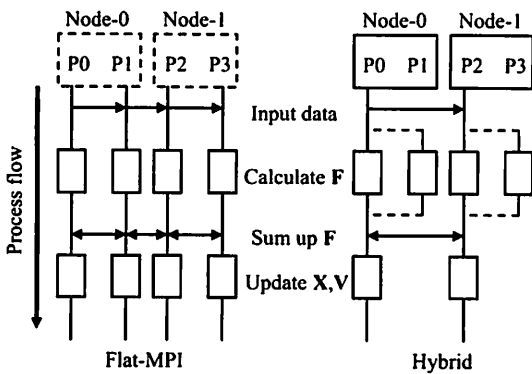 Node-0 Node-1 Node-0 Node-1
P0 P1 P2 P3 P0 P1 P2 P3
Input data
Process flow
Calculate F
Sum up F
Update X,V
Flat-MPI Hybrid